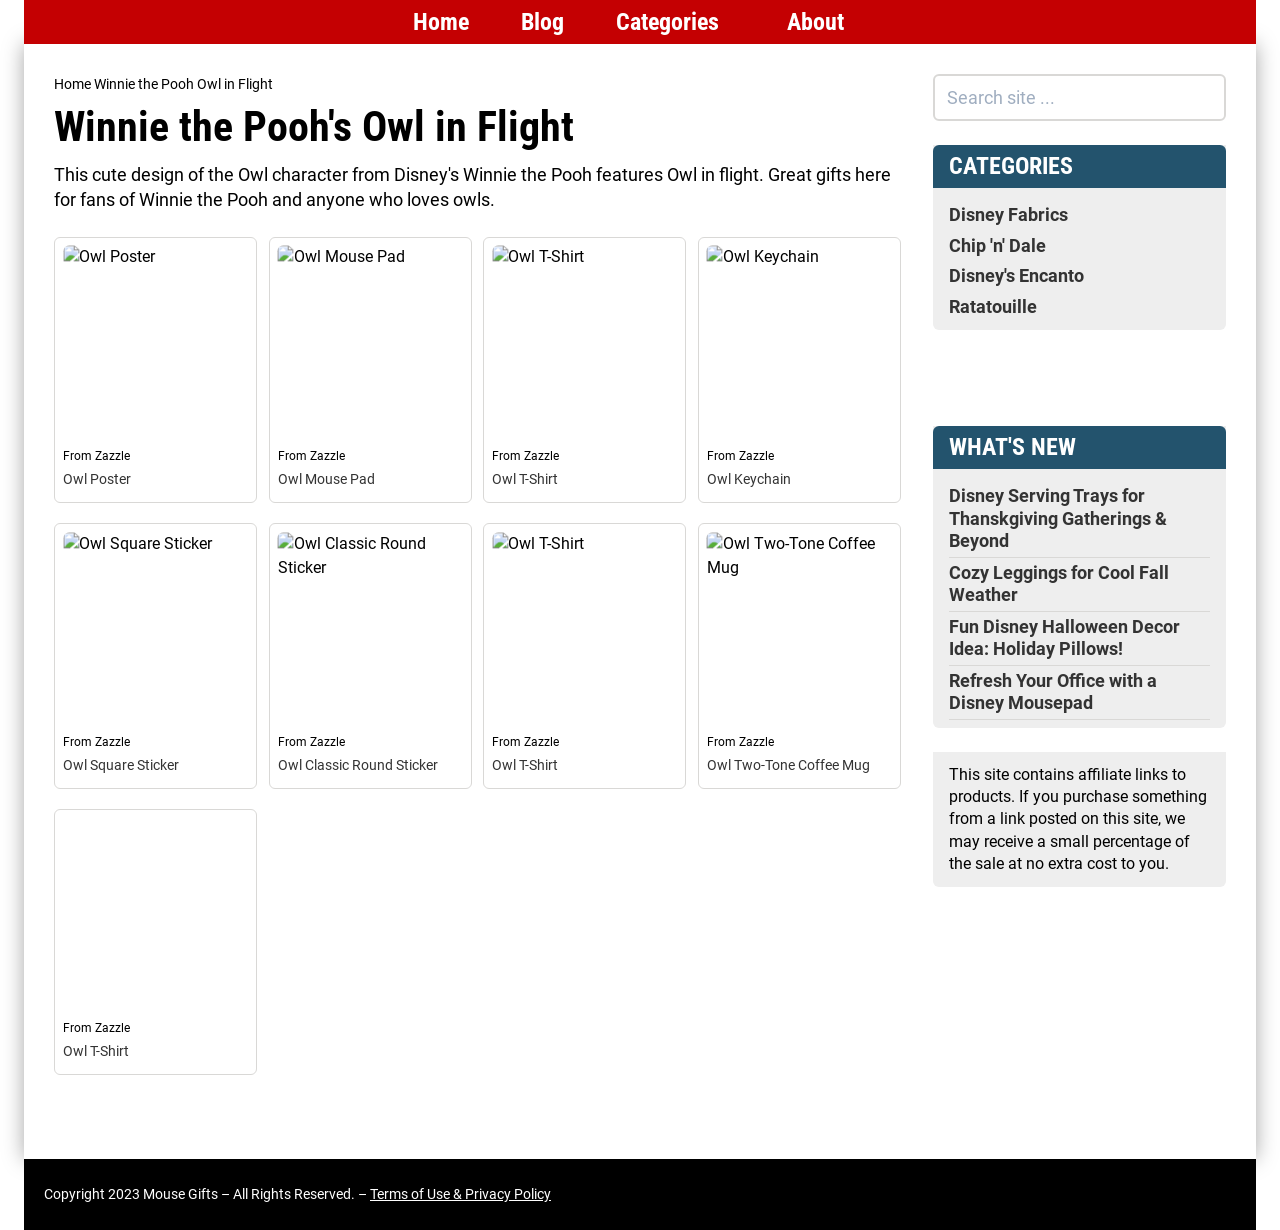 Home Blog Categories About
Home Winnie the Pooh Owl in Flight
Winnie the Pooh's Owl in Flight
This cute design of the Owl character from Disney's Winnie the Pooh features Owl in flight. Great gifts here
for fans of Winnie the Pooh and anyone who loves owls.
Owl Poster
From Zazzle
Owl Poster
Owl Mouse Pad
From Zazzle
Owl Mouse Pad
Owl T-Shirt
From Zazzle
Owl T-Shirt
Owl Keychain
From Zazzle
Owl Keychain
Owl Square Sticker
From Zazzle
Owl Square Sticker
Owl Classic Round
Sticker
From Zazzle
Owl Classic Round Sticker
Owl T-Shirt
From Zazzle
Owl T-Shirt
Owl Two-Tone Coffee
Mug
From Zazzle
Owl Two-Tone Coffee Mug
From Zazzle
Owl T-Shirt
Search site ...
CATEGORIES
Disney Fabrics
Chip 'n' Dale
Disney's Encanto
Ratatouille
WHAT'S NEW
Disney Serving Trays for
Thanskgiving Gatherings &
Beyond
Cozy Leggings for Cool Fall
Weather
Fun Disney Halloween Decor
Idea: Holiday Pillows!
Refresh Your Office with a
Disney Mousepad
This site contains affiliate links to
products. If you purchase something
from a link posted on this site, we
may receive a small percentage of
the sale at no extra cost to you.
Copyright 2023 Mouse Gifts – All Rights Reserved. – Terms of Use & Privacy Policy